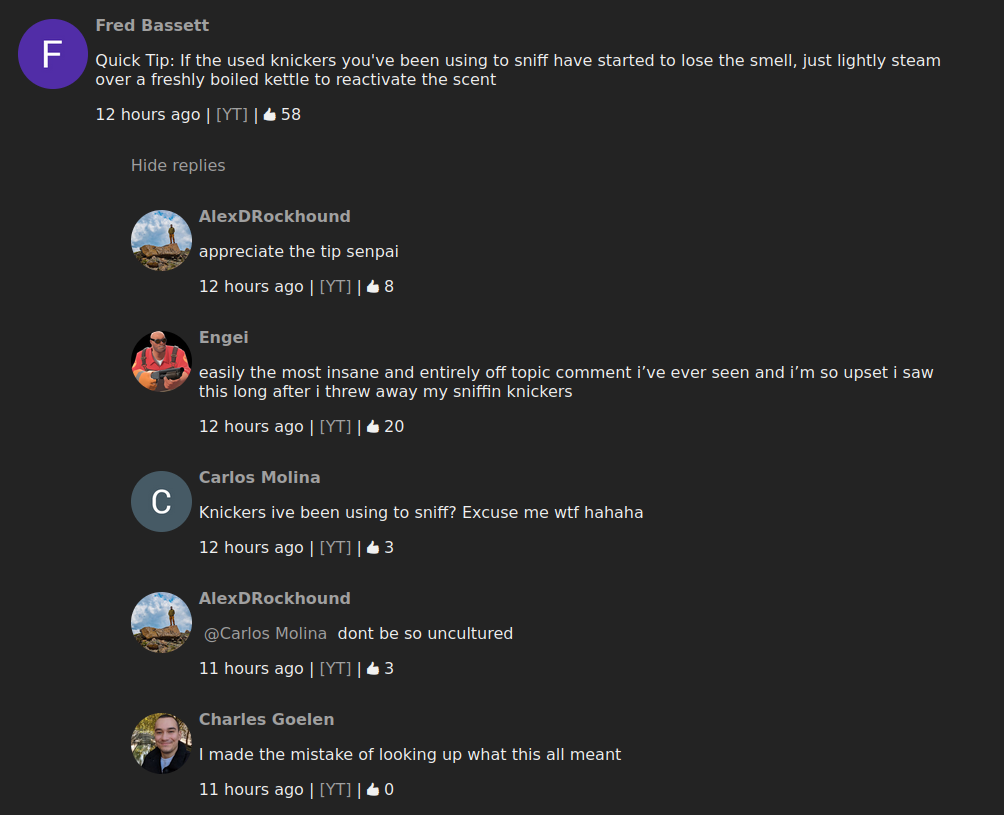 F
Fred Bassett
Quick Tip: If the used knickers you've been using to sniff have started to lose the smell, just lightly steam
over a freshly boiled kettle to reactivate the scent
12 hours ago | [YT] | 58
Hide replies
AlexDRockhound
appreciate the tip senpai
12 hours ago | [YT] | 8
Engei
easily the most insane and entirely off topic comment i’ve ever seen and i’m so upset i saw
this long after i threw away my sniffin knickers
12 hours ago | [YT] | 20
C
Carlos Molina
Knickers ive been using to sniff? Excuse me wtf hahaha
12 hours ago | [YT] | 3
AlexDRockhound
@Carlos Molina dont be so uncultured
11 hours ago | [YT] | 3
Charles Goelen
I made the mistake of looking up what this all meant
11 hours ago | [YT] | 0